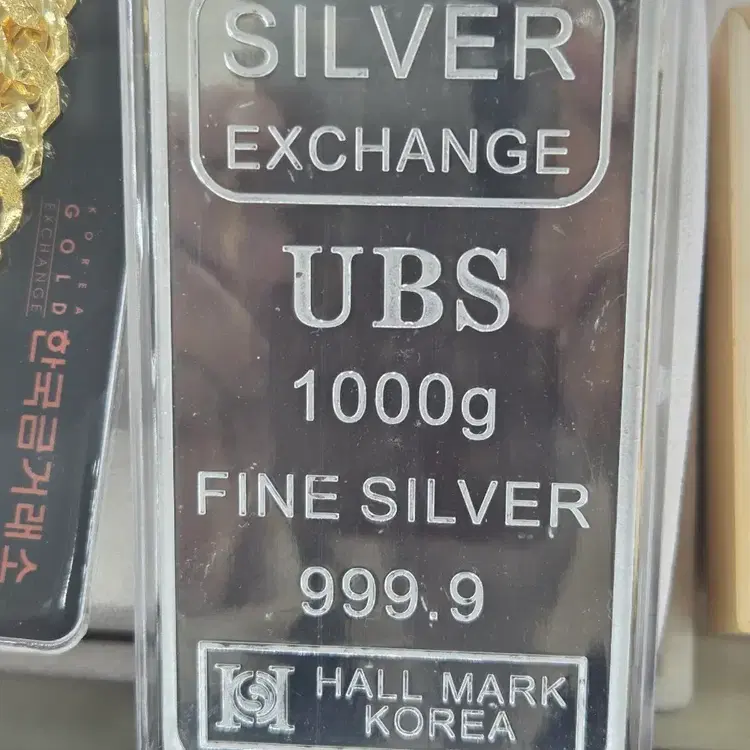 SILVER
EXCHANGE
UBS
1000g
FINE SILVER
999.9
HALL MARK
KOREA
KOREA
GOLD
EXCHANGE
한국금거래소